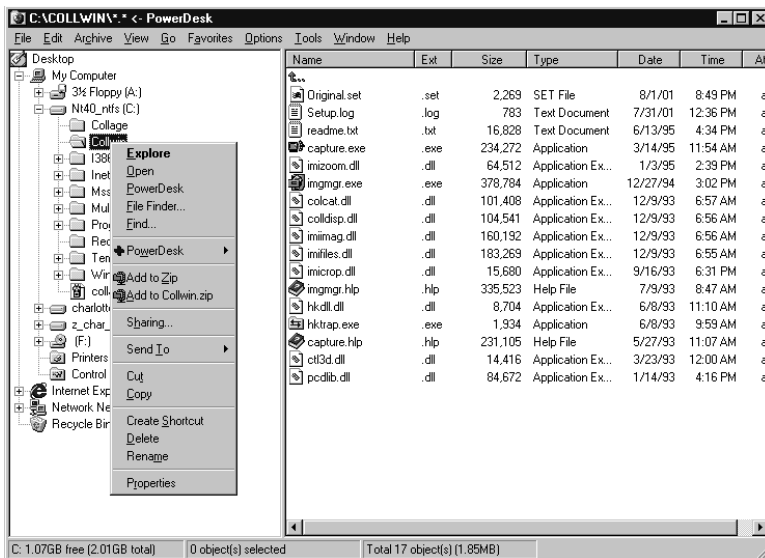 C:\COLLWIN\*.* <- PowerDesk
File Edit Archive View Go Favorites Options Tools Window Help
Desktop
My Computer
3½ Floppy (A:)
Nt40_ntfs (C:)
Collage
Coll
I386
Inet
Mss
Mul
Prog
Rec
Ten
Wir
coll
charlotte
z_char_
(F:)
Printers
Control
Internet Exp
Network Ne
Recycle Bin
Explore
Open
PowerDesk
File Finder...
Find...
PowerDesk
Add to Zip
Add to Collwin.zip
Sharing...
Send To
Cut
Copy
Create Shortcut
Delete
Rename
Properties
Name Ext Size Type Date Time At
Original.set .set 2,269 SET File 8/1/01 8:49 PM a
Setup.log .log 783 Text Document 7/31/01 12:36 PM a
readme.txt .txt 16,828 Text Document 6/13/95 4:34 PM a
capture.exe .exe 234,272 Application 3/14/95 11:54 AM a
imizoom.dll .dll 64,512 Application Ex... 1/3/95 2:39 PM a
imgmgr.exe .exe 378,784 Application 12/27/94 3:02 PM a
colcat.dll .dll 101,408 Application Ex... 12/9/93 6:57 AM a
colldisp.dll .dll 104,541 Application Ex... 12/9/93 6:56 AM a
imiimag.dll .dll 160,192 Application Ex... 12/9/93 6:56 AM a
imifiles.dll .dll 183,269 Application Ex... 12/9/93 6:55 AM a
imicrop.dll .dll 15,680 Application Ex... 9/16/93 6:31 PM a
imgmgr.hlp .hlp 335,523 Help File 7/9/93 8:47 AM a
hkdll.dll .dll 8,704 Application Ex... 6/8/93 11:10 AM a
hktrap.exe .exe 1,934 Application 6/8/93 9:59 AM a
capture.hlp .hlp 231,105 Help File 5/27/93 11:07 AM a
ctl3d.dll .dll 14,416 Application Ex... 3/23/93 12:00 AM a
pcdlib.dll .dll 84,672 Application Ex... 1/14/93 4:16 PM a
C: 1.07GB free (2.01GB total) 0 object(s) selected Total 17 object(s) (1.85MB)